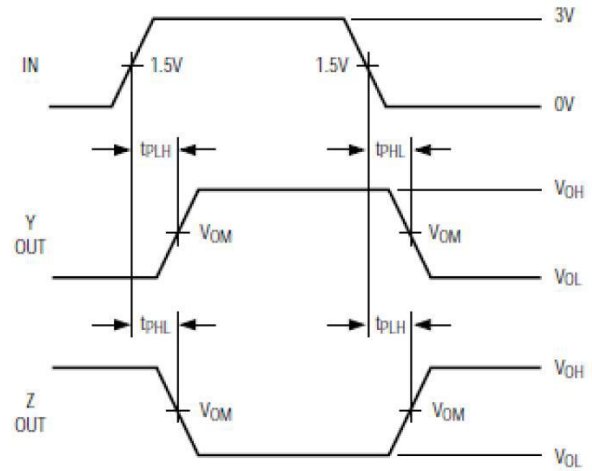 3V
IN 1.5V 1.5V
0V
tPLH tPHL
VOH
Y
OUT VOM VOM
VOL
tPHL tPLH
VOH
Z
OUT VOM VOM
VOL